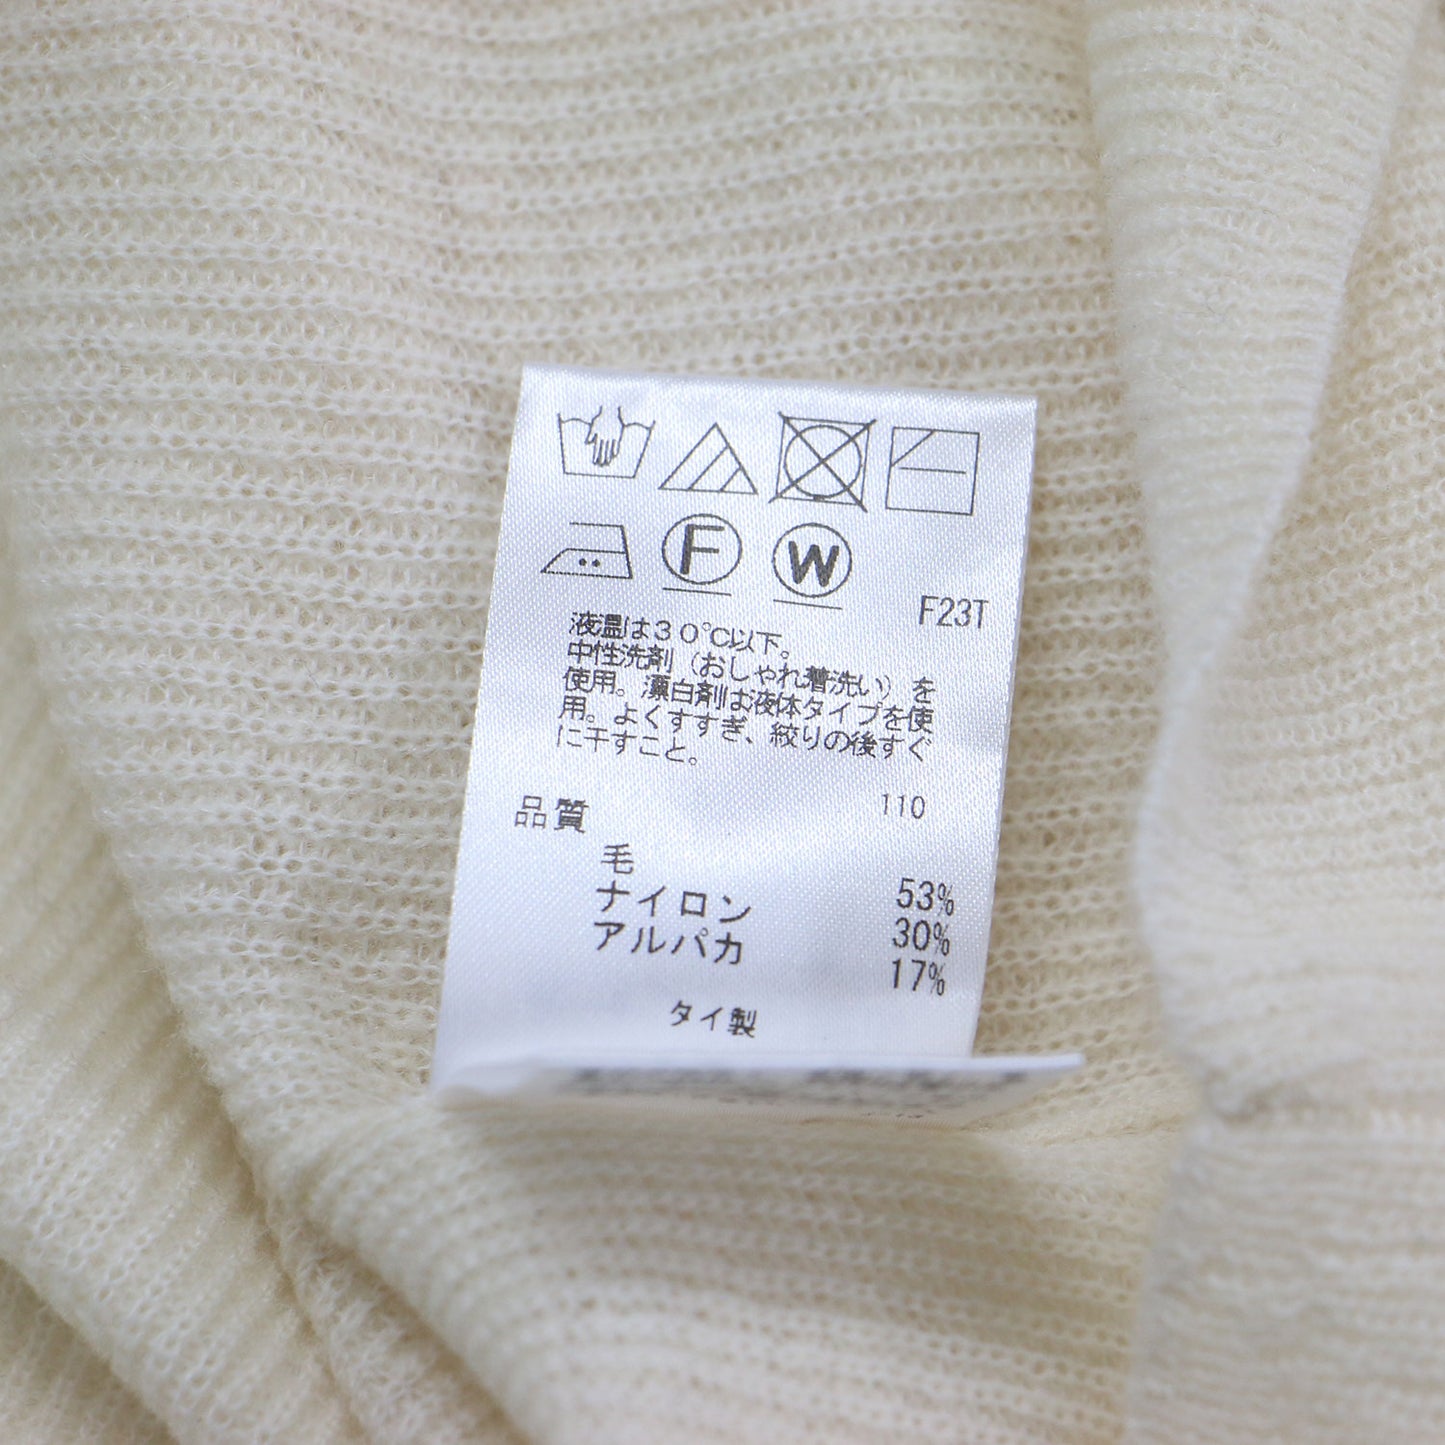 F
W
F23T
液温は30℃以下。
中性洗剤（おしゃれ着洗い）を
使用。漂白剤は液体タイプを使
用。よくすすぎ、絞りの後すぐ
に干すこと。
品質 110
毛 53%
ナイロン 30%
アルパカ 17%
タイ製